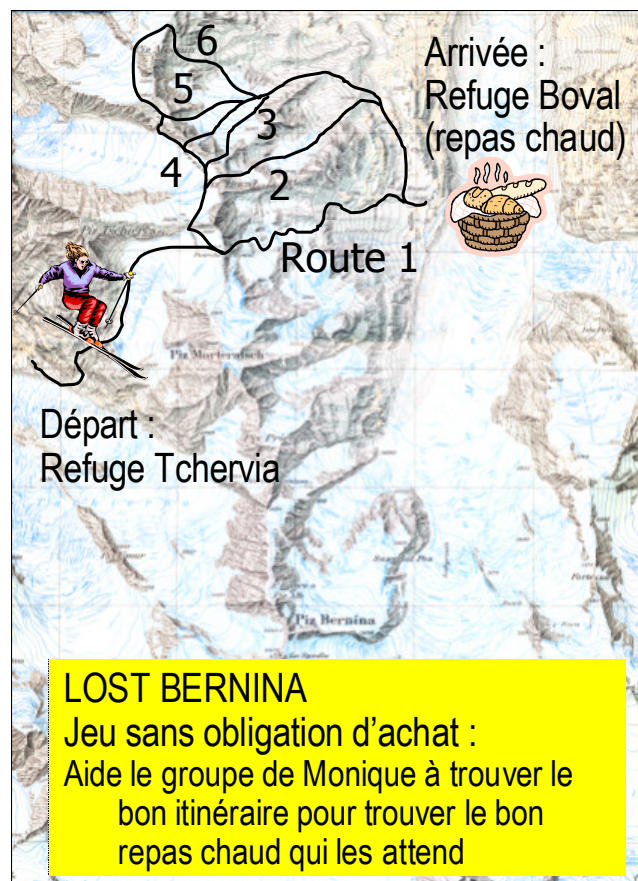 6
5
3
4
2
Route 1
Arrivée :
Refuge Boval
(repas chaud)
Piz Morteratsch
Départ :
Refuge Tchervia
Piz Bernina
LOST BERNINA
Jeu sans obligation d’achat :
Aide le groupe de Monique à trouver le
bon itinéraire pour trouver le bon
repas chaud qui les attend